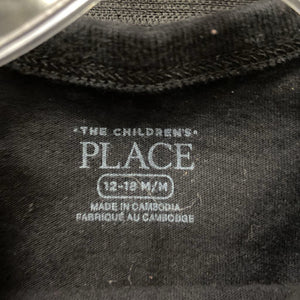 THE CHILDREN'S
PLACE
12-18 M/M
MADE IN CAMBODIA
FABRIQUÉ AU CAMBODGE